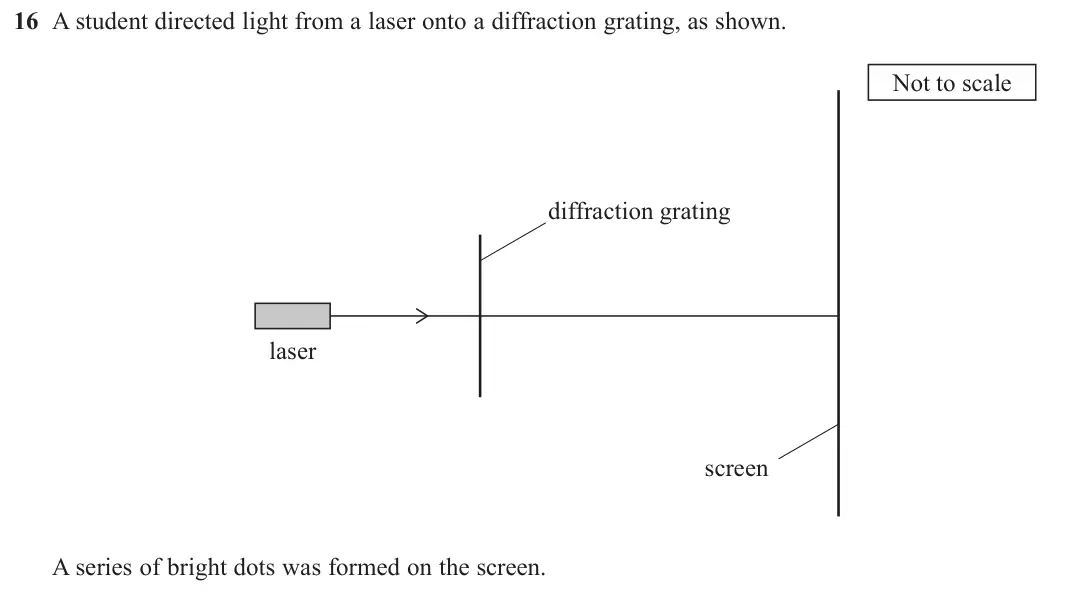 16 A student directed light from a laser onto a diffraction grating, as shown.
Not to scale
diffraction grating
laser
screen
A series of bright dots was formed on the screen.